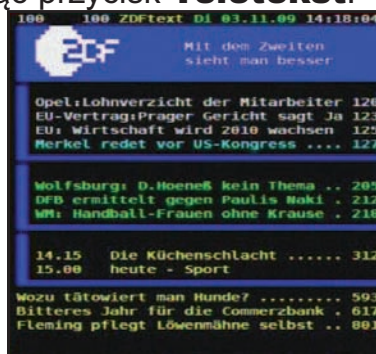 przycisk
100 100 ZDFtext Di 03.11.09 14:18:04
ZDF
Mit dem Zweiten
sieht man besser
Opel:Lohnverzicht der Mitarbeiter 120
EU-Vertrag:Prager Gericht sagt Ja 123
EU: Wirtschaft wird 2010 wachsen 125
Merkel redet vor US-Kongress .... 127
Wolfsburg: D.Hoeneß kein Thema .. 205
DFB ermittelt gegen Paulis Naki . 212
WM: Handball-Frauen ohne Krause . 218
14.15 Die Küchenschlacht ...... 312
15.00 heute - Sport
Wozu tätowiert man Hunde? ......... 593
Bitteres Jahr für die Commerzbank . 617
Fleming pflegt Löwenmähne selbst .. 801